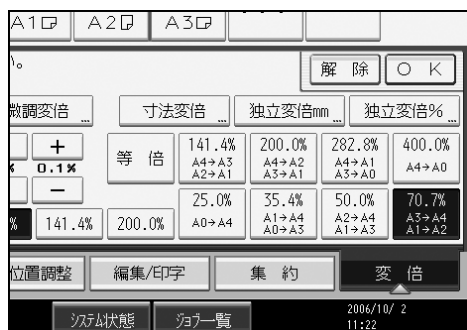 A1 A2 A3
い。
解 除 O K
微調変倍 寸法変倍 独立変倍mm 独立変倍%
+ 等 倍 141.4% 200.0% 282.8% 400.0%
0.1% A4→A3 A4→A2 A4→A1 A4→A0
A2→A1 A3→A1 A3→A0
− 25.0% 35.4% 50.0% 70.7%
% 141.4% 200.0% A0→A4 A1→A4 A2→A4 A3→A4
A0→A3 A1→A3 A1→A2
位置調整 編集/印字 集 約 変 倍
システム状態 ジョブ一覧 2006/10/ 2
11:22